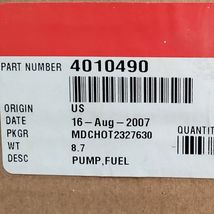 PART NUMBER 4010490
ORIGIN US
DATE 16-Aug-2007
PKGR MDCHOT2327630
QUANTIT
WT 8.7
DESC PUMP,FUEL